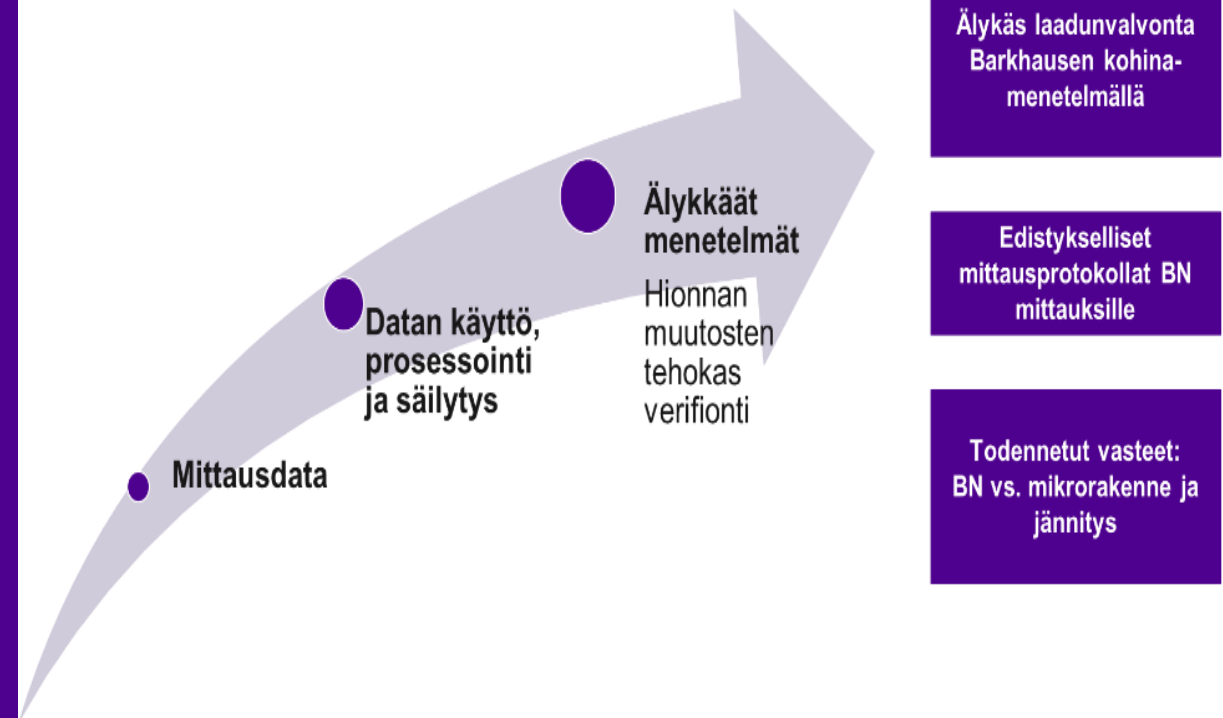 Mittausdata
Datan käyttö,
prosessointi
ja säilytys
Älykkäät
menetelmät
Hionnan
muutosten
tehokas
verifionti
Älykäs laadunvalvonta
Barkhausen kohina-
menetelmällä
Edistykselliset
mittausprotokollat BN
mittauksille
Todennetut vasteet:
BN vs. mikrorakenne ja
jännitys